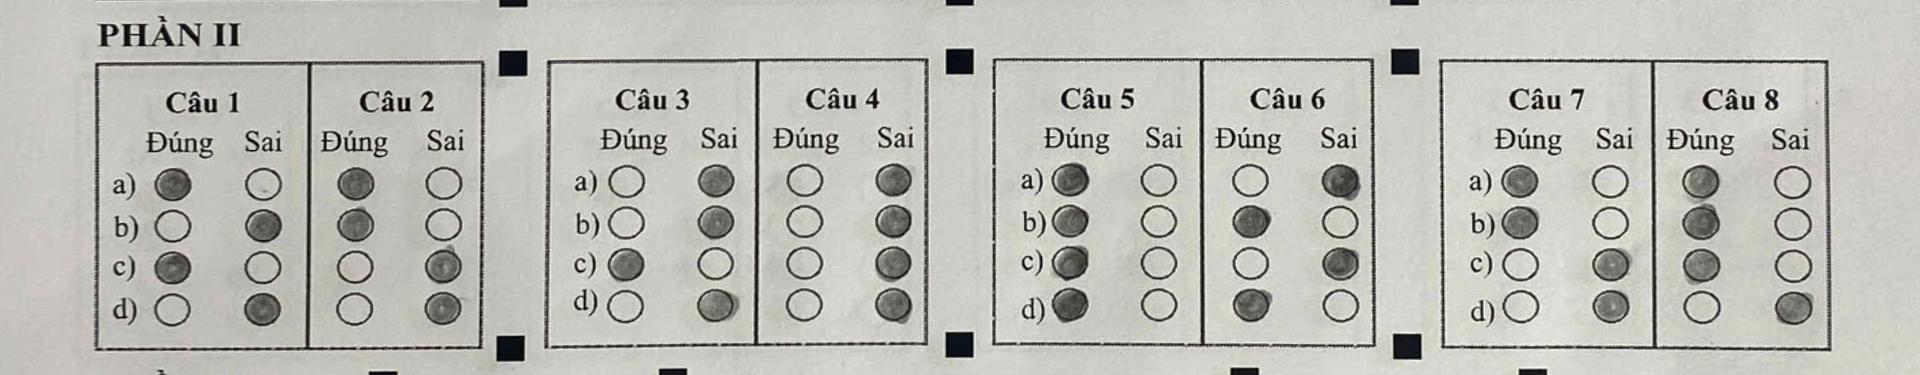 PHẦN II
Câu 1 Câu 2 Câu 3 Câu 4 Câu 5 Câu 6 Câu 7 Câu 8
Đúng Sai Đúng Sai Đúng Sai Đúng Sai Đúng Sai Đúng Sai Đúng Sai Đúng Sai
a) a) a) a)
b) b) b) b)
c) c) c) c)
d) d) d) d)